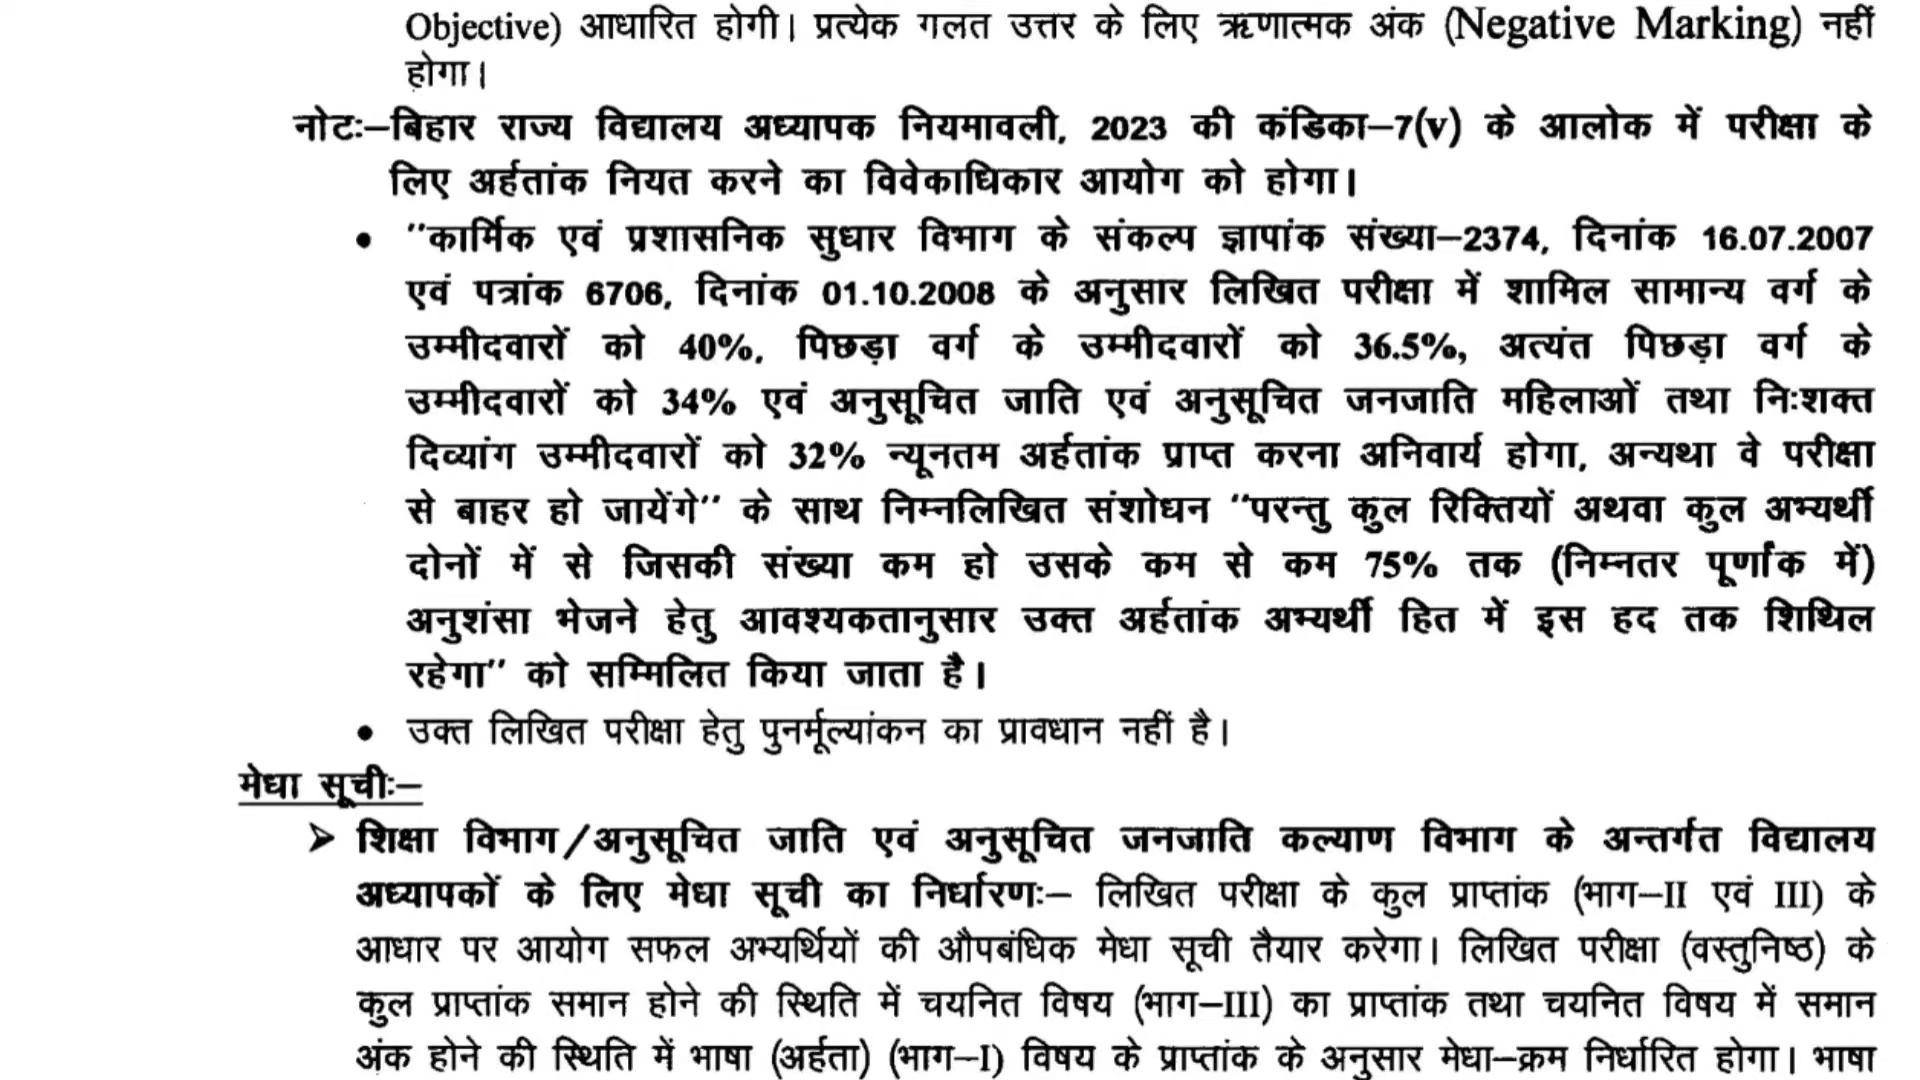 Objective) आधारित होगी। प्रत्येक गलत उत्तर के लिए ऋणात्मक अंक (Negative Marking) नहीं
होगा।
नोटः–बिहार राज्य विद्यालय अध्यापक नियमावली, 2023 की कंडिका–7(v) के आलोक में परीक्षा के
लिए अर्हतांक नियत करने का विवेकाधिकार आयोग को होगा।
• ''कार्मिक एवं प्रशासनिक सुधार विभाग के संकल्प ज्ञापांक संख्या–2374, दिनांक 16.07.2007
एवं पत्रांक 6706, दिनांक 01.10.2008 के अनुसार लिखित परीक्षा में शामिल सामान्य वर्ग के
उम्मीदवारों को 40%, पिछड़ा वर्ग के उम्मीदवारों को 36.5%, अत्यंत पिछड़ा वर्ग के
उम्मीदवारों को 34% एवं अनुसूचित जाति एवं अनुसूचित जनजाति महिलाओं तथा निःशक्त
दिव्यांग उम्मीदवारों को 32% न्यूनतम अर्हतांक प्राप्त करना अनिवार्य होगा, अन्यथा वे परीक्षा
से बाहर हो जायेंगे'' के साथ निम्नलिखित संशोधन ''परन्तु कुल रिक्तियों अथवा कुल अभ्यर्थी
दोनों में से जिसकी संख्या कम हो उसके कम से कम 75% तक (निम्नतर पूर्णांक में)
अनुशंसा भेजने हेतु आवश्यकतानुसार उक्त अर्हतांक अभ्यर्थी हित में इस हद तक शिथिल
रहेगा'' को सम्मिलित किया जाता है।
• उक्त लिखित परीक्षा हेतु पुनर्मूल्यांकन का प्रावधान नहीं है।
मेधा सूचीः–
➢ शिक्षा विभाग/अनुसूचित जाति एवं अनुसूचित जनजाति कल्याण विभाग के अन्तर्गत विद्यालय
अध्यापकों के लिए मेधा सूची का निर्धारणः– लिखित परीक्षा के कुल प्राप्तांक (भाग–II एवं III) के
आधार पर आयोग सफल अभ्यर्थियों की औपबंधिक मेधा सूची तैयार करेगा। लिखित परीक्षा (वस्तुनिष्ठ) के
कुल प्राप्तांक समान होने की स्थिति में चयनित विषय (भाग–III) का प्राप्तांक तथा चयनित विषय में समान
अंक होने की स्थिति में भाषा (अर्हता) (भाग–I) विषय के प्राप्तांक के अनुसार मेधा–क्रम निर्धारित होगा। भाषा